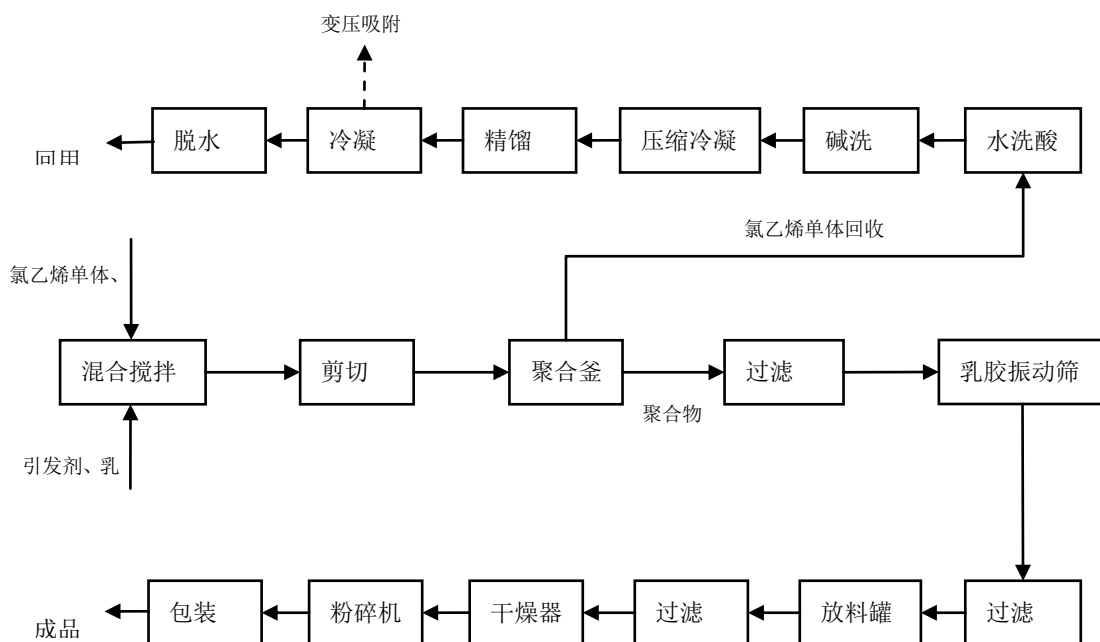 变压吸附
脱水
冷凝
精馏
压缩冷凝
碱洗
水洗酸
回用
氯乙烯单体回收
氯乙烯单体、
混合搅拌
剪切
聚合釜
过滤
乳胶振动筛
聚合物
引发剂、乳
包装
粉碎机
干燥器
过滤
放料罐
过滤
成品